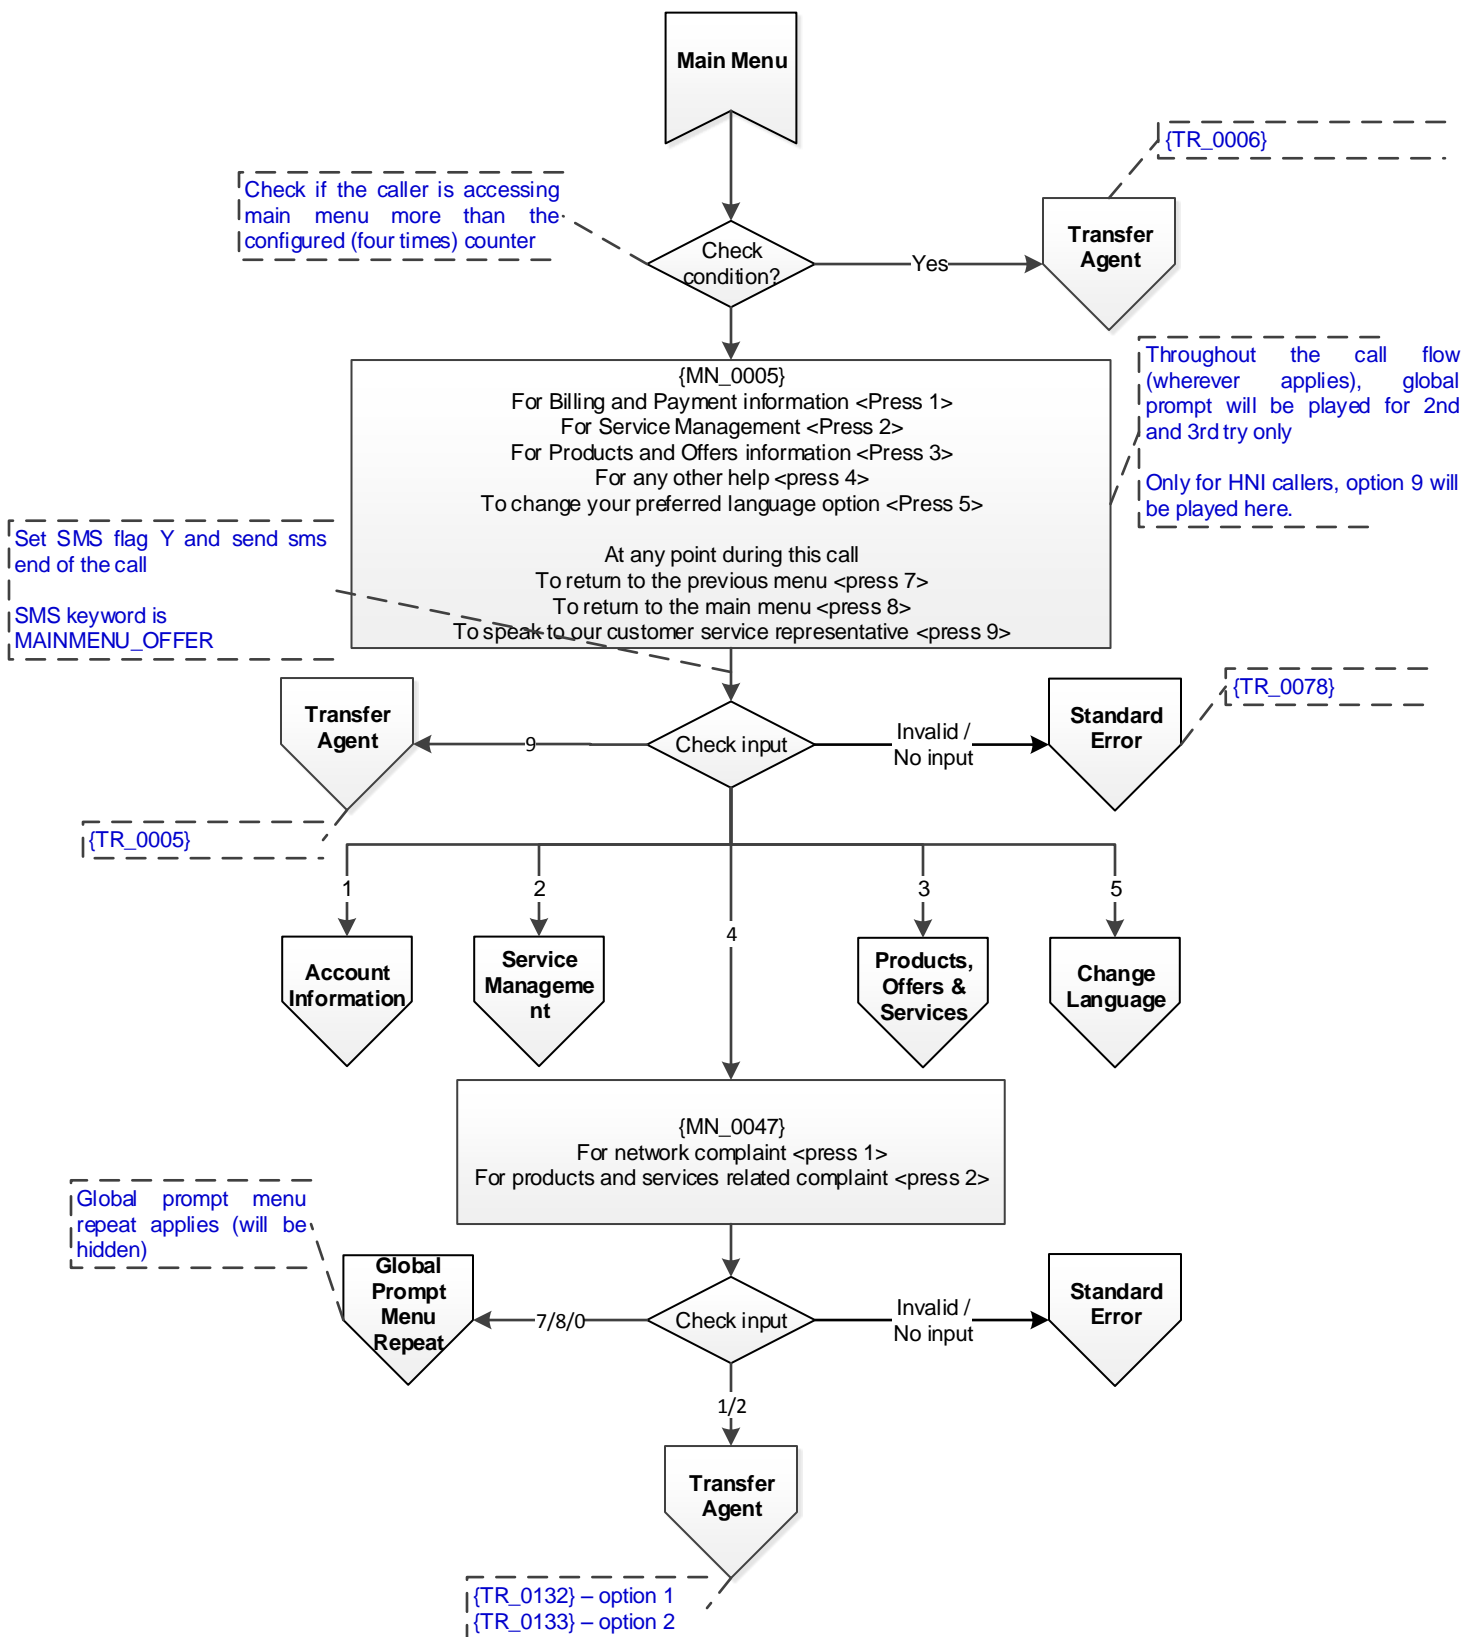 Main Menu
{TR_0006}
Check if the caller is accessing
main menu more than the
configured (four times) counter
Transfer
Agent
Check
condition?
Yes
Throughout the call flow
(wherever applies), global
prompt will be played for 2nd
and 3rd try only
Only for HNI callers, option 9 will
be played here.
{MN_0005}
For Billing and Payment information <Press 1>
For Service Management <Press 2>
For Products and Offers information <Press 3>
For any other help <press 4>
To change your preferred language option <Press 5>
At any point during this call
To return to the previous menu <press 7>
To return to the main menu <press 8>
To speak to our customer service representative <press 9>
Set SMS flag Y and send sms
end of the call
SMS keyword is
MAINMENU_OFFER
{TR_0078}
Transfer
Agent
9
Check input
Invalid /
No input
Standard
Error
{TR_0005}
1
2
3
5
4
Account
Information
Service
Manageme
nt
Products,
Offers &
Services
Change
Language
{MN_0047}
For network complaint <press 1>
For products and services related complaint <press 2>
Global prompt menu
repeat applies (will be
hidden)
Global
Prompt
Menu
Repeat
7/8/0
Check input
Invalid /
No input
Standard
Error
1/2
Transfer
Agent
{TR_0132} – option 1
{TR_0133} – option 2